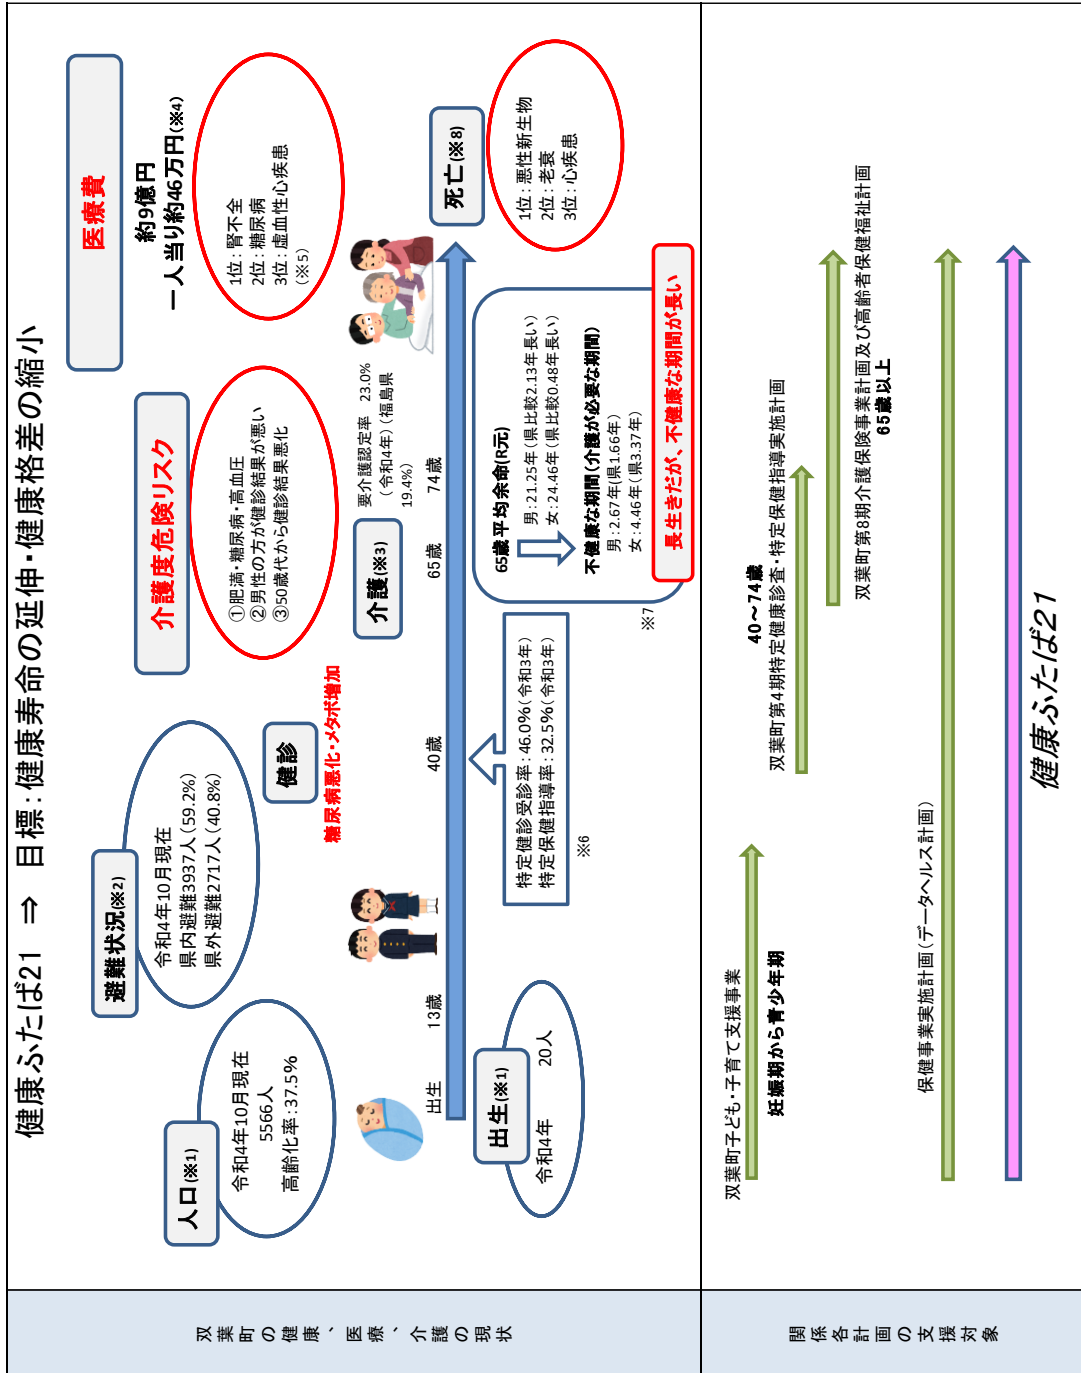 健康ふたば21 ⇒ 目標：健康寿命の延伸・健康格差の縮小
双葉町の健康、医療、介護の現状
人口(※1)
令和4年10月現在
5566人
高齢化率：37.5%
避難状況(※2)
令和4年10月現在
県内避難3937人(59.2%)
県外避難2717人(40.8%)
健診
糖尿病悪化・メタボ増加
介護度危険リスク
①肥満・糖尿病・高血圧
②男性の方が健診結果が悪い
③50歳代から健診結果悪化
介護(※3)
要介護認定率 23.0%
(令和4年)(福島県
19.4%)
医療費
約9億円
一人当り約46万円(※4)
1位：腎不全
2位：糖尿病
3位：虚血性心疾患
(※5)
出生
13歳
40歳
65歳
74歳
出生(※1)
令和4年 20人
特定健診受診率：46.0%(令和3年)
特定保健指導率：32.5%(令和3年)
※6
65歳平均余命(R元)
男：21.25年(県比較2.13年長い)
女：24.46年(県比較0.48年長い)
不健康な期間(介護が必要な期間)
男：2.67年(県1.66年)
女：4.46年(県3.37年)
長生きだが、不健康な期間が長い
※7
死亡(※8)
1位：悪性新生物
2位：老衰
3位：心疾患
関係各計画の支援対象
双葉町子ども・子育て支援事業
妊娠期から青少年期
40～74歳
双葉町第4期特定健康診査・特定保健指導実施計画
双葉町第8期介護保険事業計画及び高齢者保健福祉計画
65歳以上
保健事業実施計画(データヘルス計画)
健康ふたば21